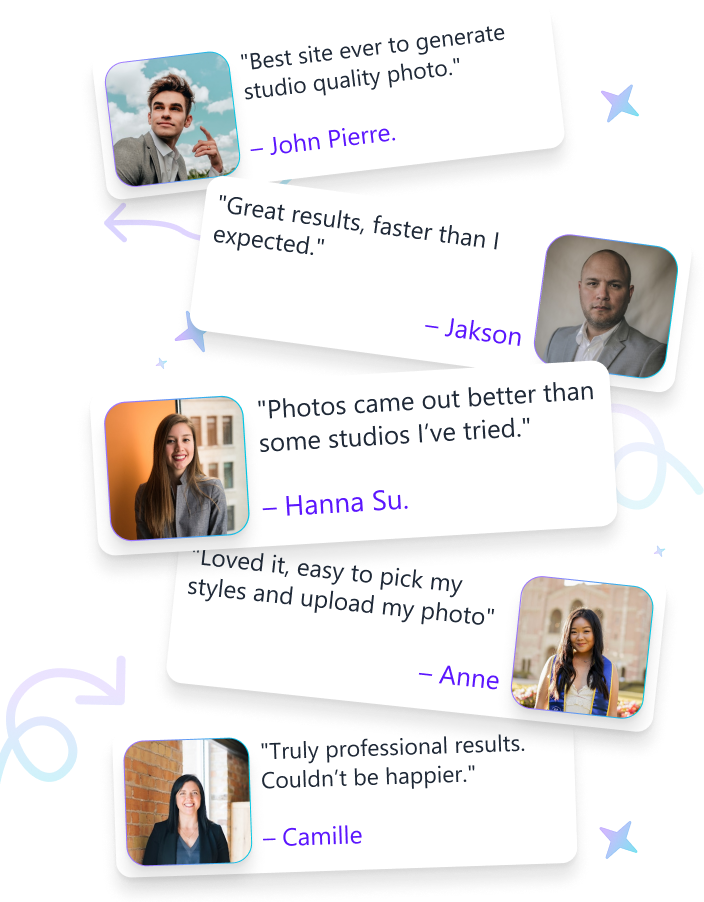 "Best site ever to generate
studio quality photo."
– John Pierre.
"Great results, faster than I
expected."
– Jakson
"Photos came out better than
some studios I’ve tried."
– Hanna Su.
"Loved it, easy to pick my
styles and upload my photo"
– Anne
"Truly professional results.
Couldn’t be happier."
– Camille